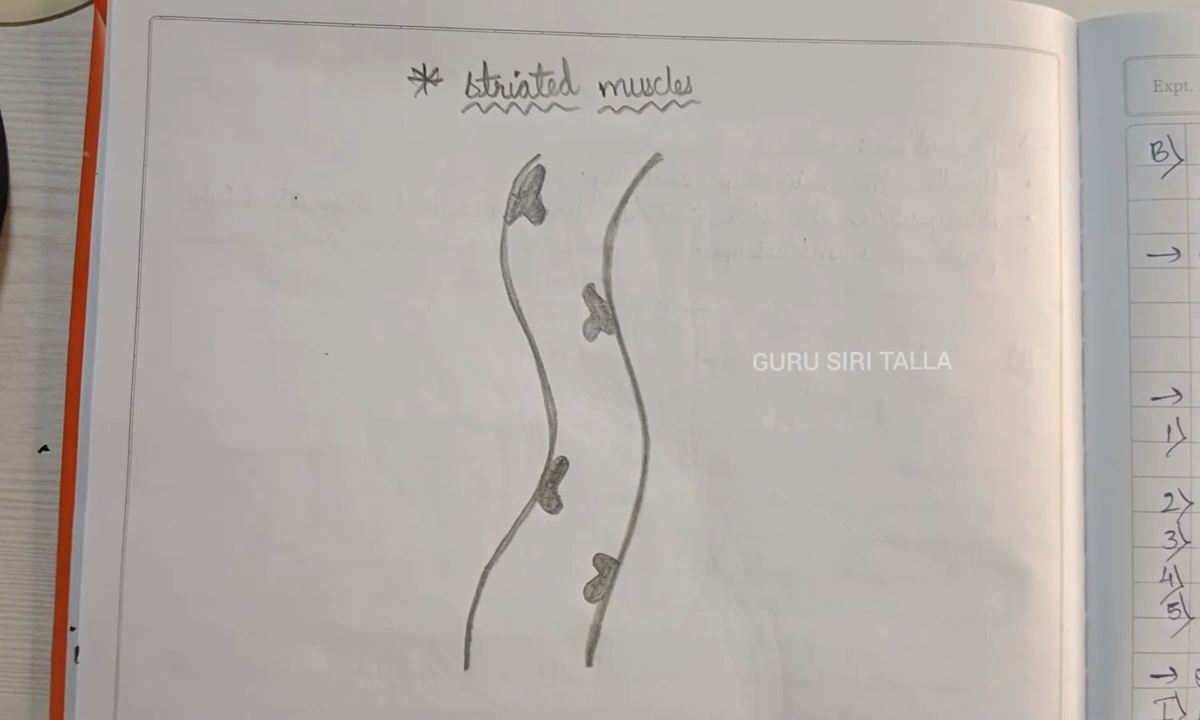 * striated muscles
GURU SIRI TALLA
Expt.
B)
→
→
1)
2)
3)
4)
5)
→